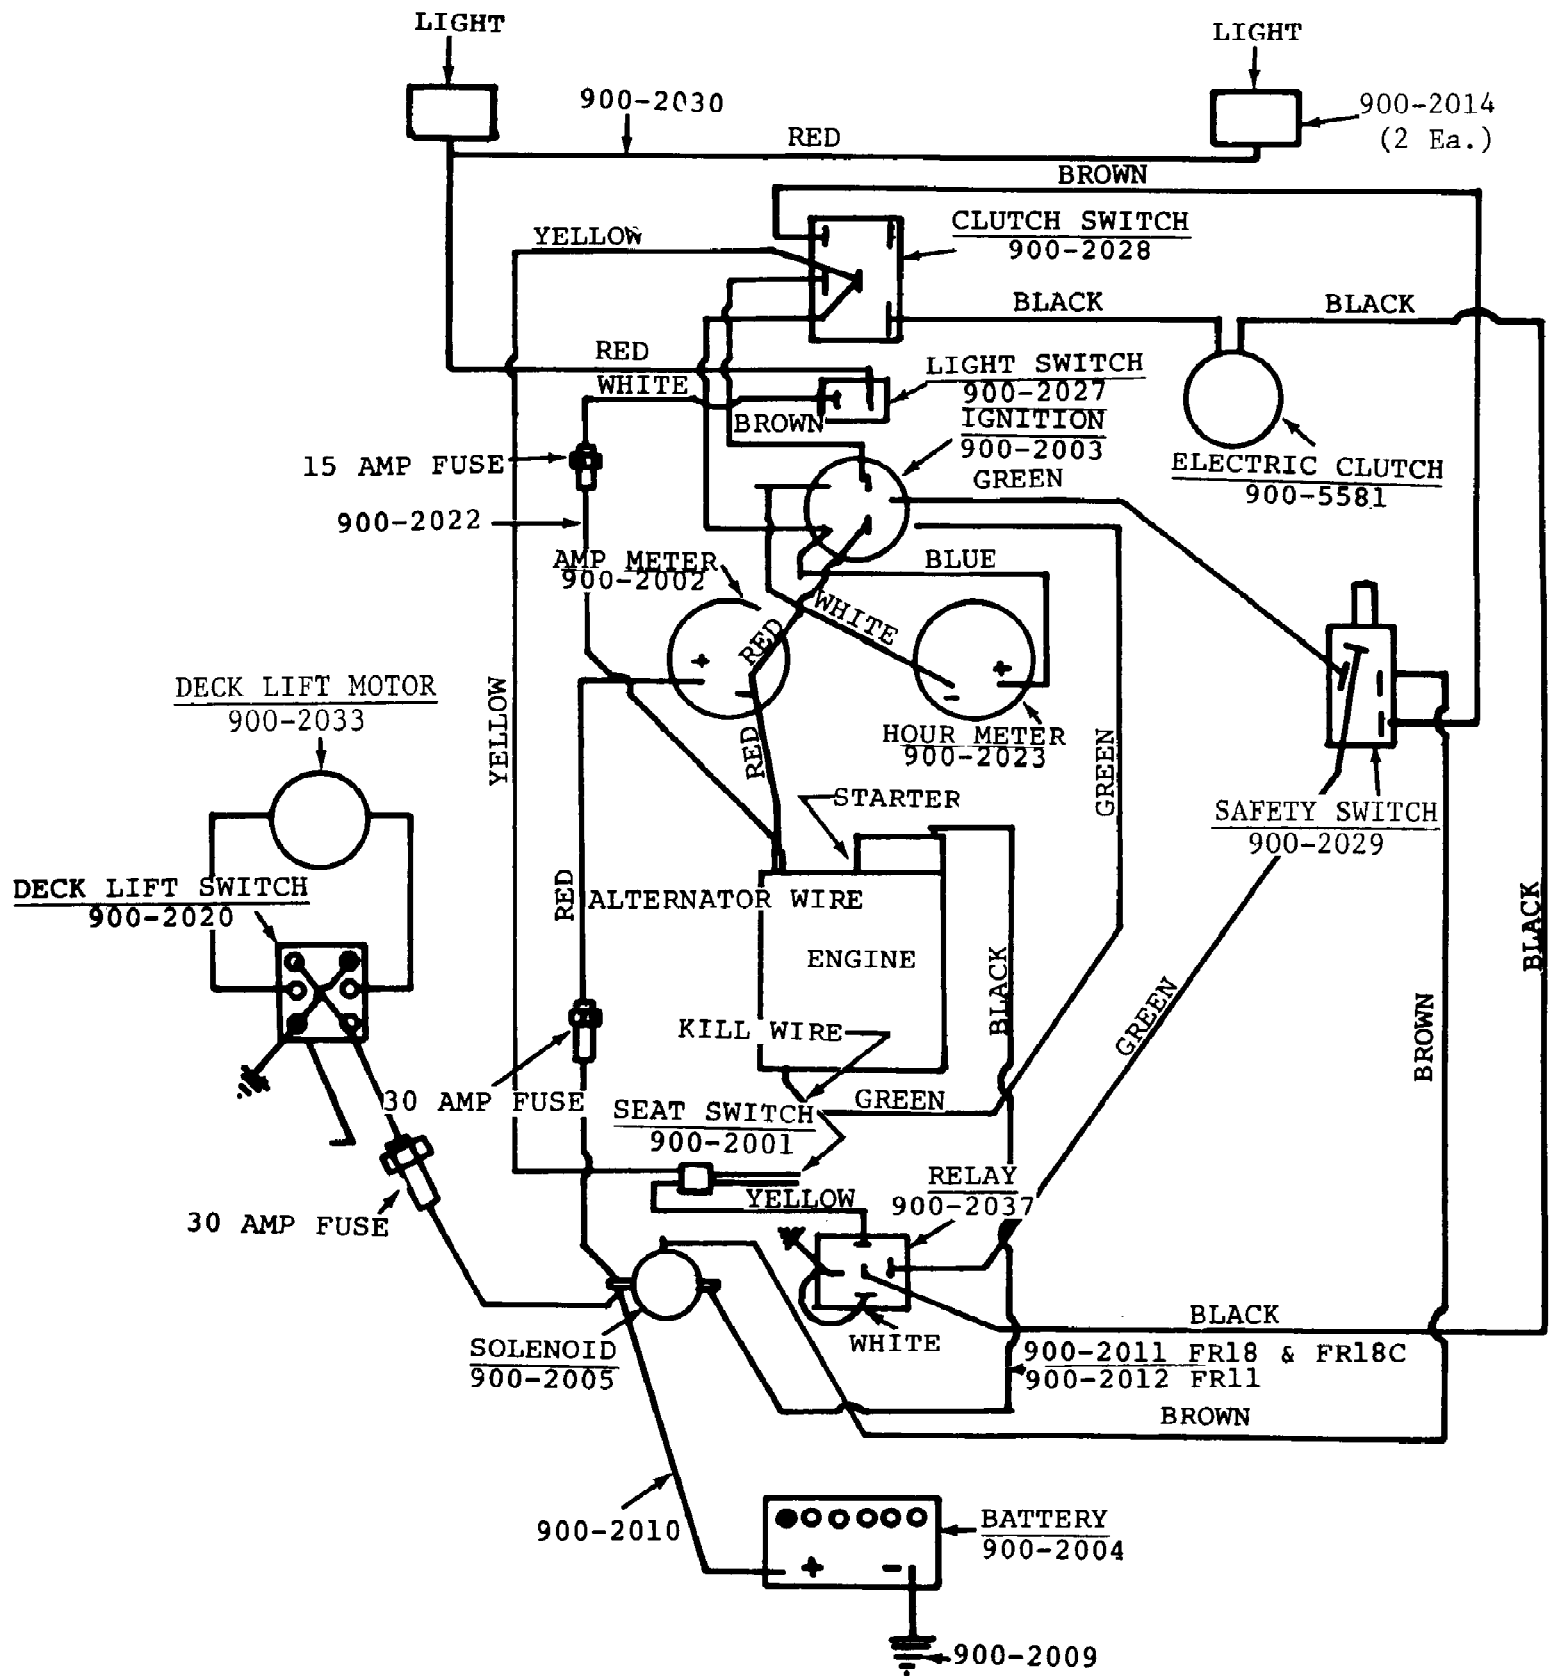 LIGHT
LIGHT
900-2030
900-2014
(2 Ea.)
RED
BROWN
CLUTCH SWITCH
900-2028
YELLOW
BLACK
BLACK
RED
LIGHT SWITCH
900-2027
WHITE
BROWN
IGNITION
900-2003
15 AMP FUSE
GREEN
ELECTRIC CLUTCH
900-5581
900-2022
AMP METER
900-2002
BLUE
WHITE
RED
DECK LIFT MOTOR
900-2033
YELLOW
RED
HOUR METER
900-2023
GREEN
STARTER
SAFETY SWITCH
900-2029
DECK LIFT SWITCH
900-2020
RED
ALTERNATOR WIRE
ENGINE
BLACK
BLACK
GREEN
BROWN
KILL WIRE
30 AMP FUSE
SEAT SWITCH
900-2001
GREEN
RELAY
900-2037
YELLOW
30 AMP FUSE
SOLENOID
900-2005
WHITE
BLACK
900-2011 FR18 & FR18C
900-2012 FR11
BROWN
900-2010
BATTERY
900-2004
+
-
900-2009